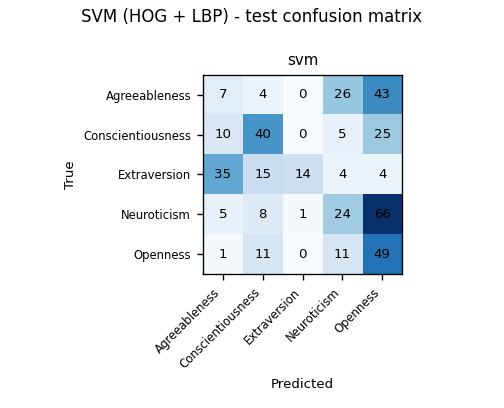 SVM (HOG + LBP) - test confusion matrix
svm
Agreeableness 7 4 0 26 43
Conscientiousness 10 40 0 5 25
Extraversion 35 15 14 4 4
Neuroticism 5 8 1 24 66
Openness 1 11 0 11 49
True
Agreeableness Conscientiousness Extraversion Neuroticism Openness
Predicted